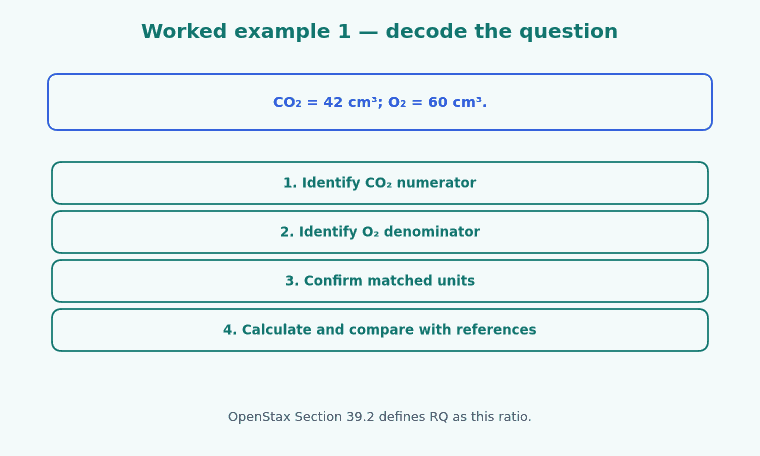 Worked example 1 — decode the question
CO₂ = 42 cm³; O₂ = 60 cm³.
1. Identify CO₂ numerator
2. Identify O₂ denominator
3. Confirm matched units
4. Calculate and compare with references
OpenStax Section 39.2 defines RQ as this ratio.